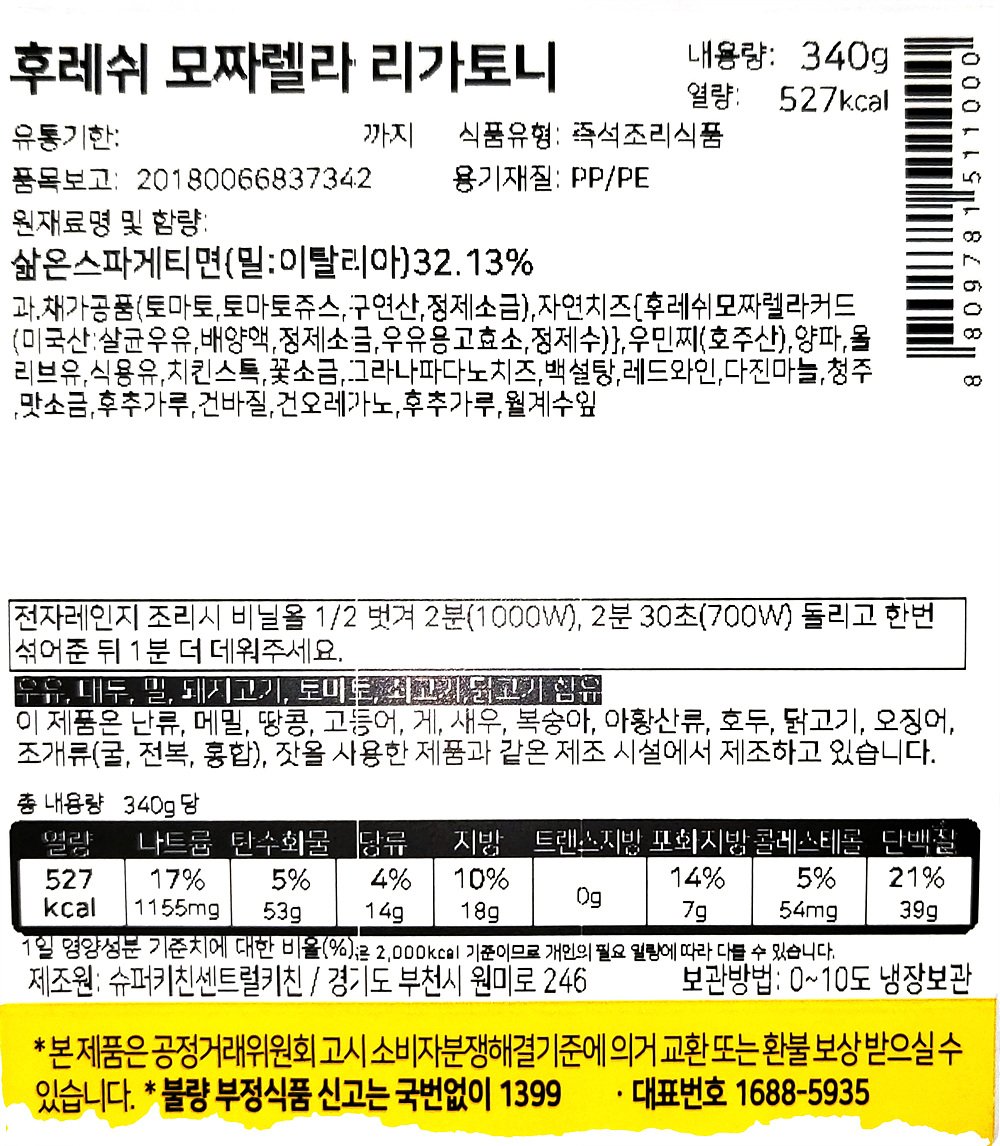 후레쉬 모짜렐라 리가토니
내용량: 340g
열량: 527kcal
유통기한: 까지 식품유형: 즉석조리식품
품목보고: 20180066837342 용기재질: PP/PE
원재료명 및 함량:
삶은스파게티면(밀:이탈리아)32.13%
과,채가공품(토마토,토마토쥬스,구연산,정제소금),자연치즈{후레쉬모짜렐라커드
(미국산:살균우유,배양액,정제소금,우유응고효소,정제수)},우민찌(호주산),양파,올
리브유,식용유,치킨스톡,꽃소금,그라나파다노치즈,백설탕,레드와인,다진마늘,청주
,맛소금,후추가루,건바질,건오레가노,후추가루,월계수잎
8809781511000
전자레인지 조리시 비닐을 1/2 벗겨 2분(1000W), 2분 30초(700W) 돌리고 한번
섞어준 뒤 1분 더 데워주세요.
우유, 대두, 밀, 돼지고기, 토마토, 쇠고기,닭고기 함유
이 제품은 난류, 메밀, 땅콩, 고등어, 게, 새우, 복숭아, 아황산류, 호두, 닭고기, 오징어,
조개류(굴, 전복, 홍합), 잣을 사용한 제품과 같은 제조 시설에서 제조하고 있습니다.
총 내용량 340g당
열량 나트륨 탄수화물 당류 지방 트랜스지방 포화지방 콜레스테롤 단백질
527 17% 5% 4% 10% 0g 14% 5% 21%
kcal 1155mg 53g 14g 18g 7g 54mg 39g
1일 영양성분 기준치에 대한 비율(%)은 2,000kcal 기준이므로 개인의 필요 열량에 따라 다를 수 있습니다.
제조원: 슈퍼키친센트럴키친 / 경기도 부천시 원미로 246 보관방법: 0~10도 냉장보관
*본 제품은 공정거래위원회 고시 소비자분쟁해결기준에 의거 교환 또는 환불 보상 받으실 수
있습니다. * 불량 부정식품 신고는 국번없이 1399 · 대표번호 1688-5935